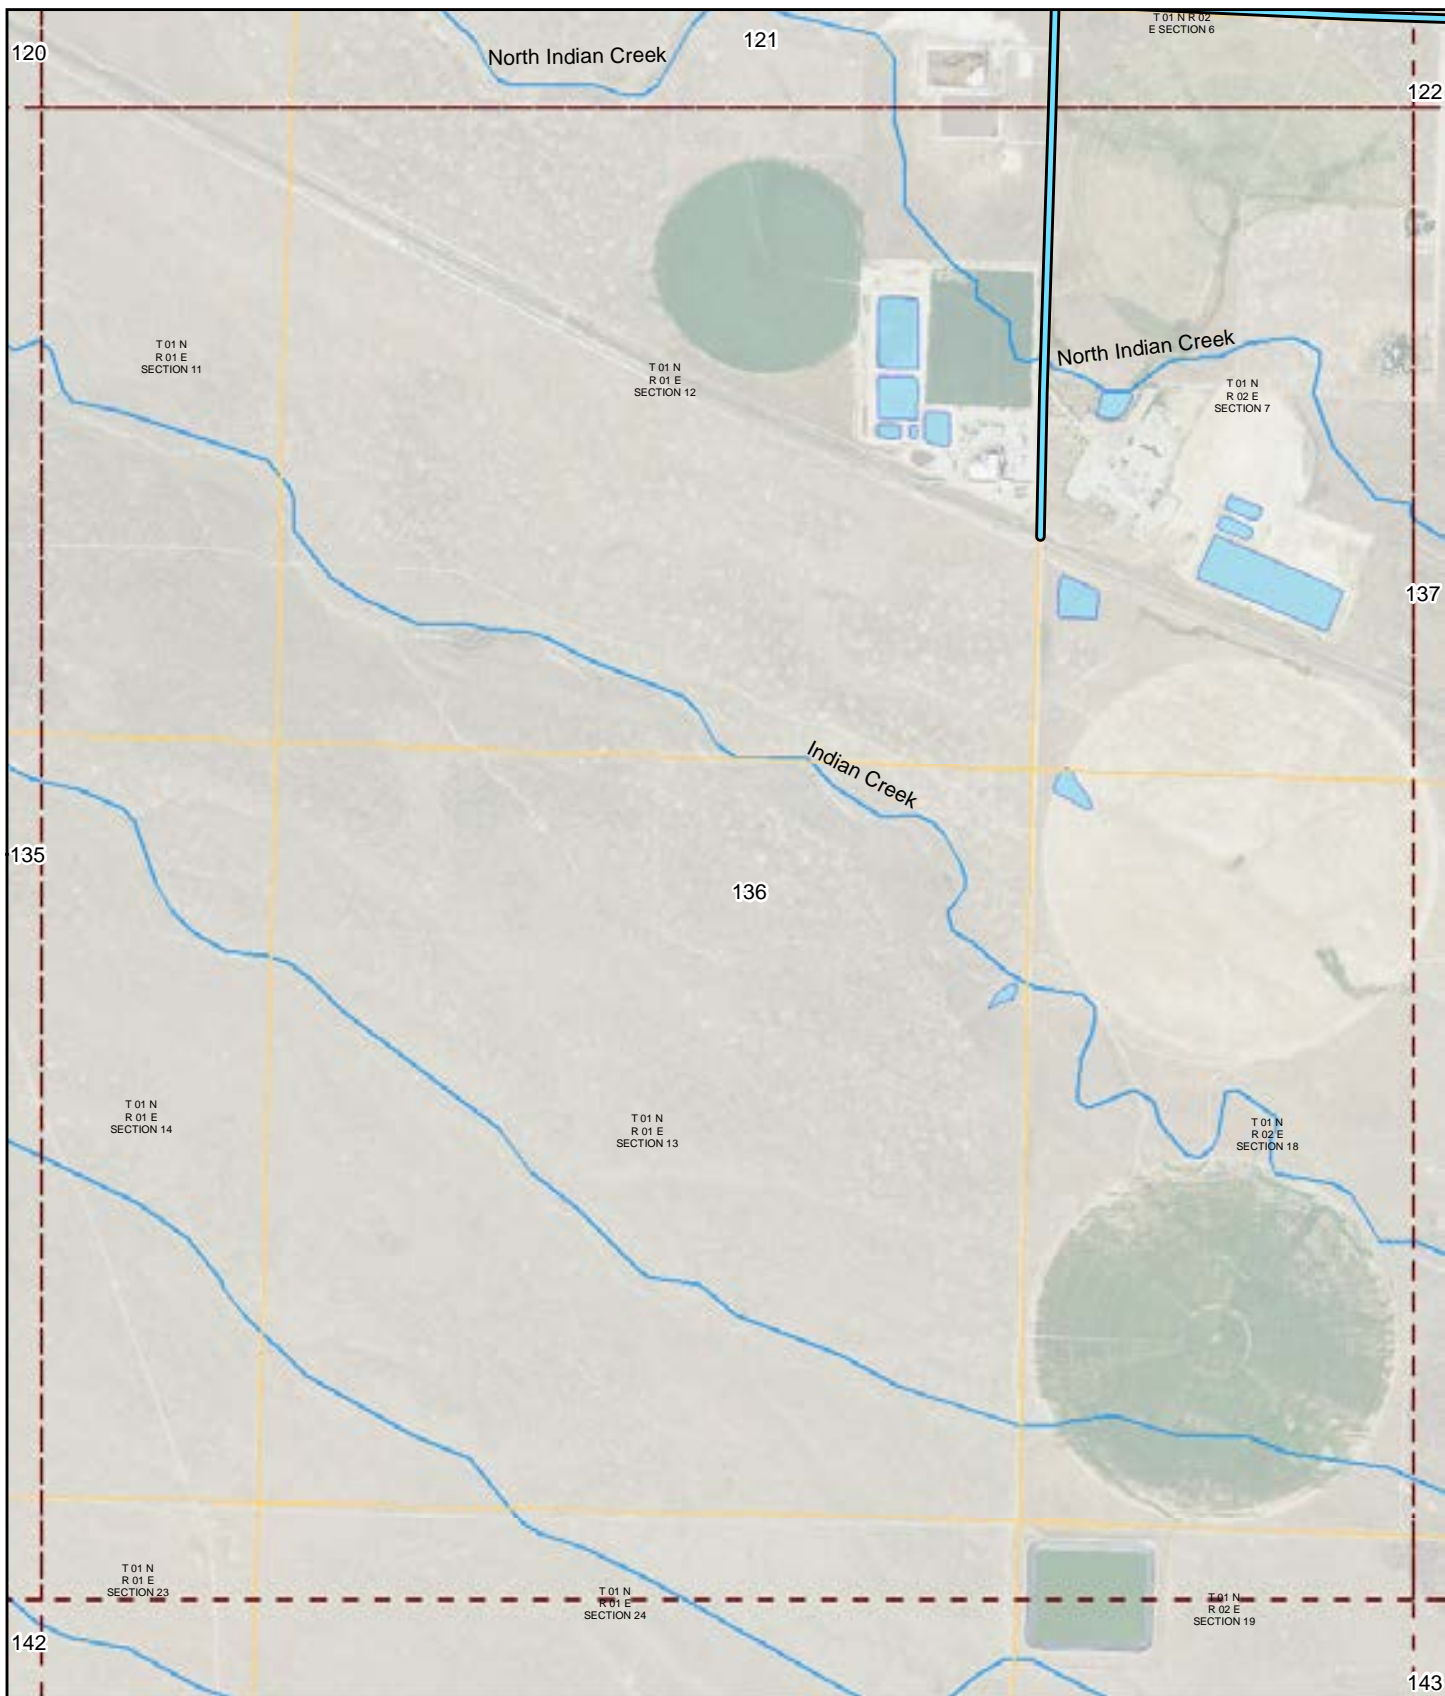 T 01 N R 02
E SECTION 6
120
121
North Indian Creek
122
North Indian Creek
T 01 N
R 01 E
SECTION 11
T 01 N
R 01 E
SECTION 12
T 01 N
R 02 E
SECTION 7
137
Indian Creek
135
136
T 01 N
R 01 E
SECTION 14
T 01 N
R 01 E
SECTION 13
T 01 N
R 02 E
SECTION 18
T 01 N
R 01 E
SECTION 23
T 01 N
R 01 E
SECTION 24
T 01 N
R 02 E
SECTION 19
142
143